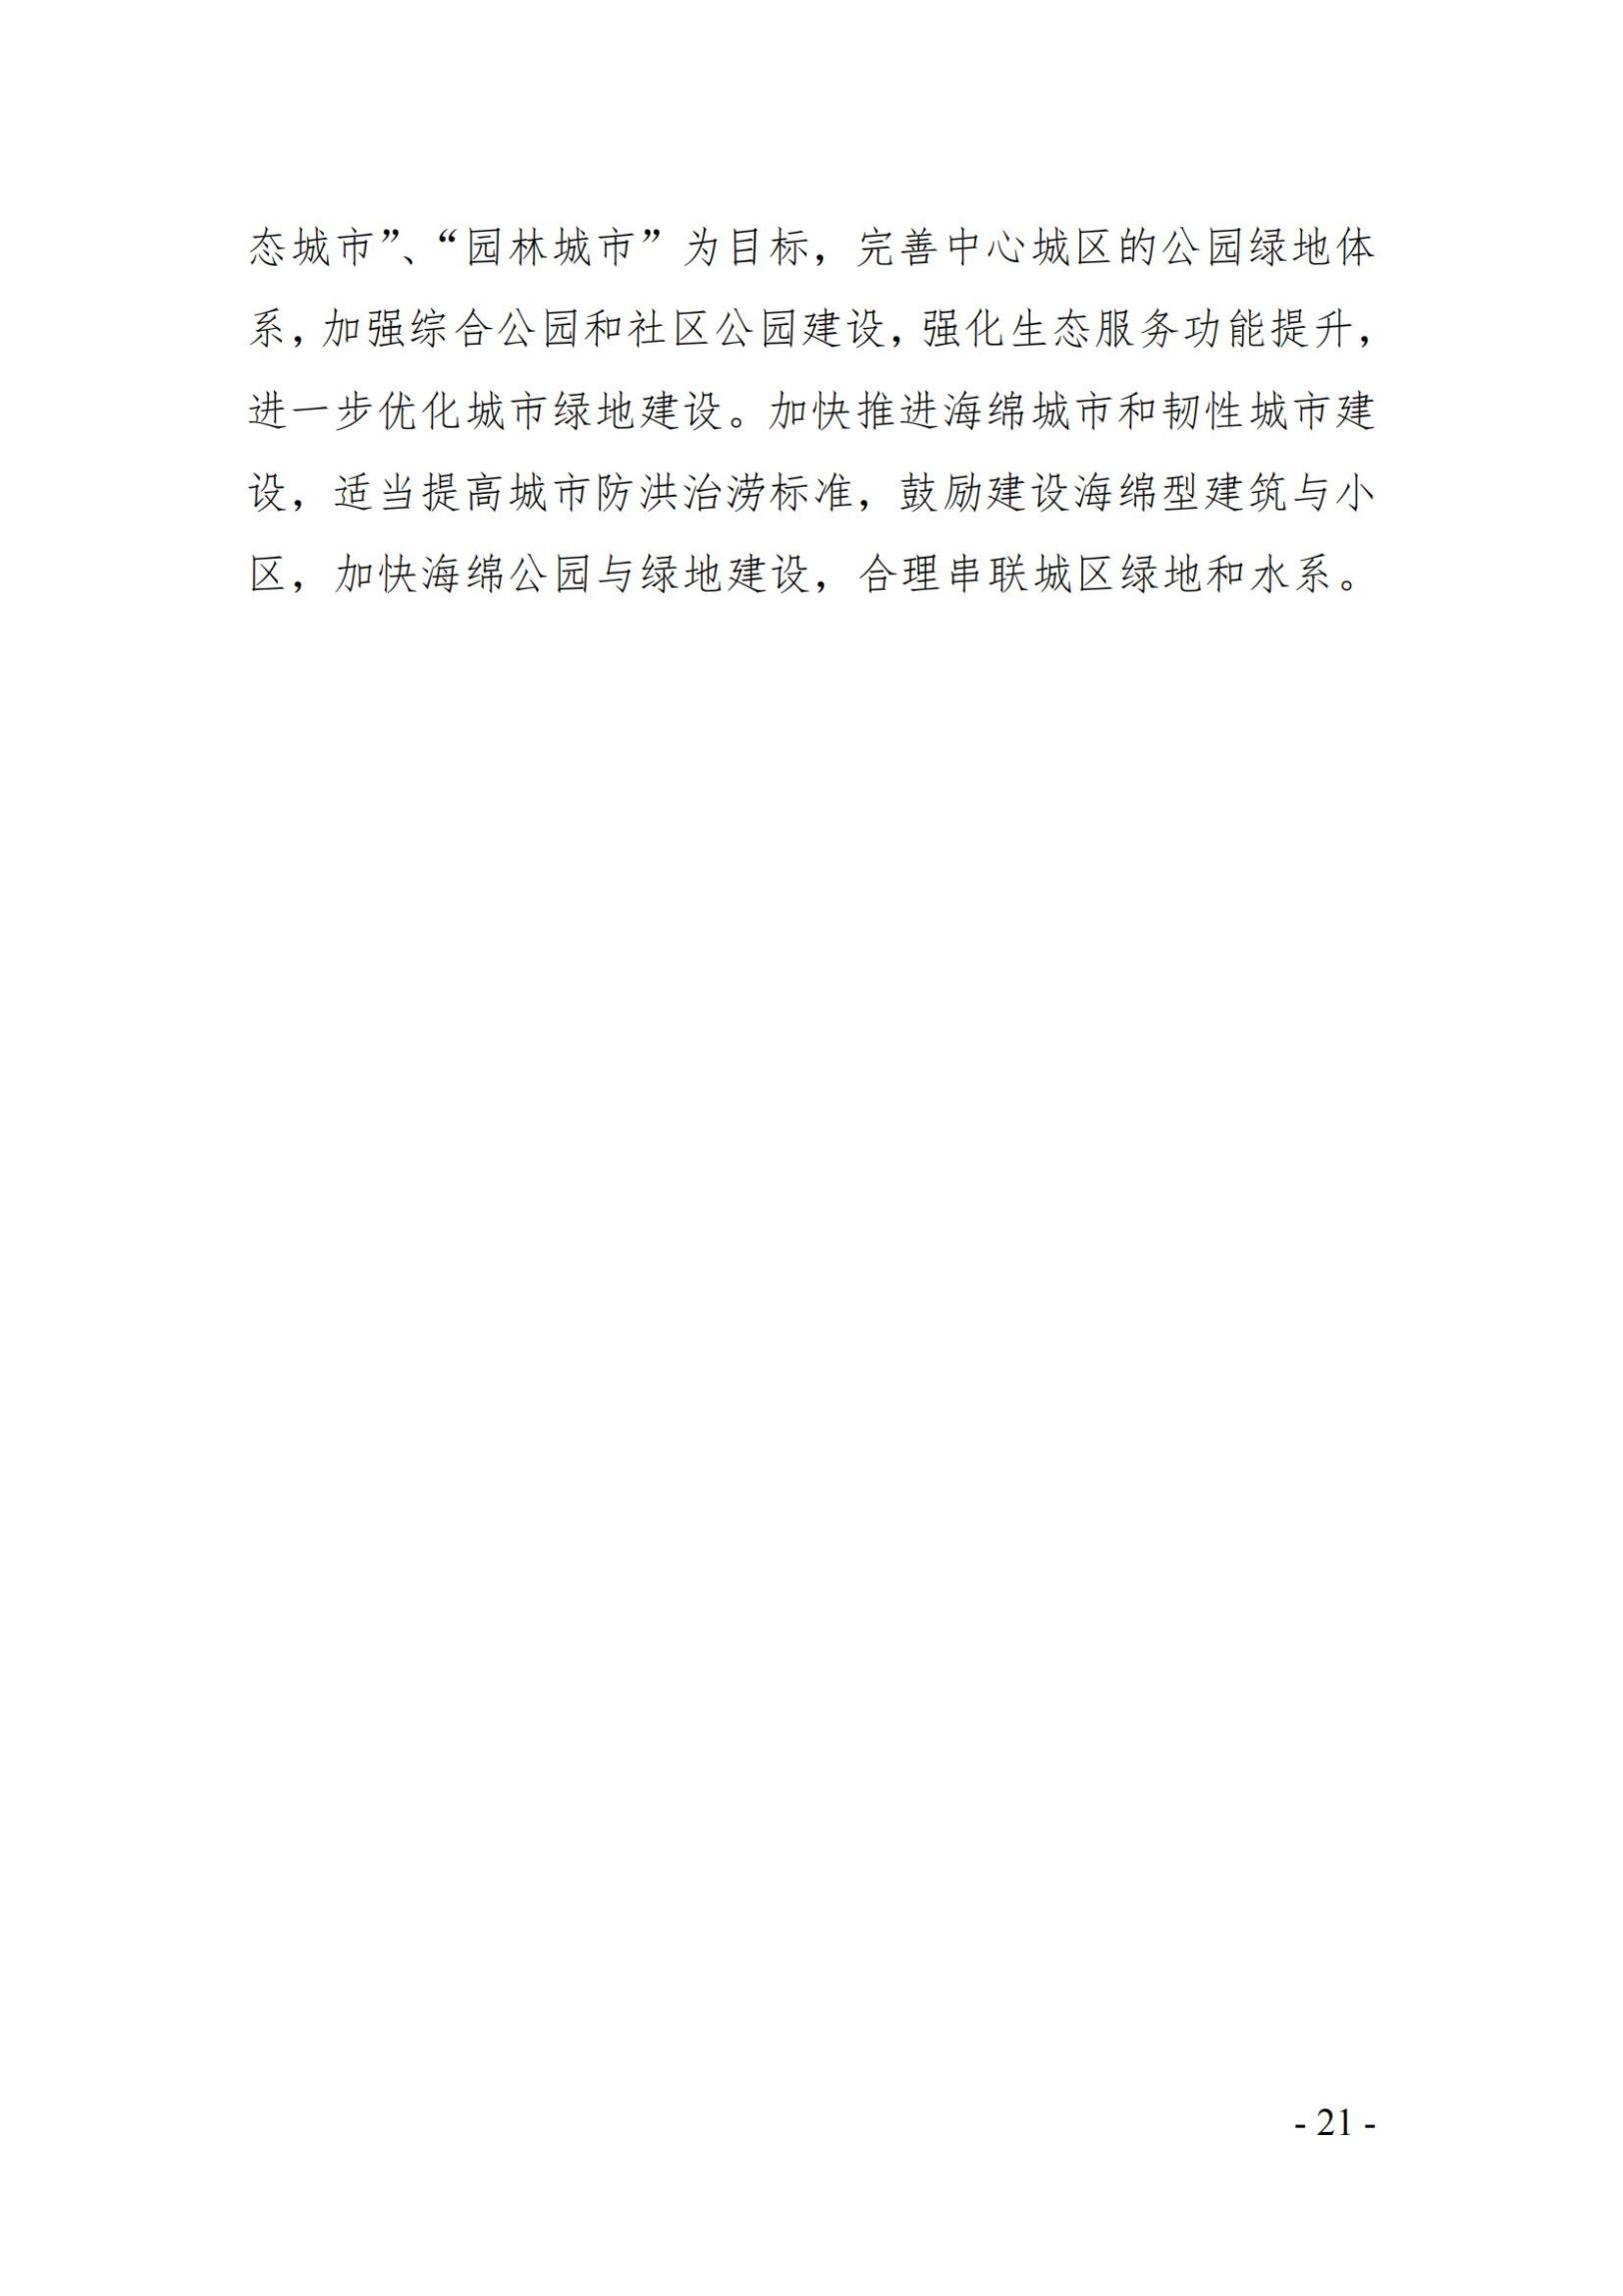 态城市”、“园林城市”为目标，完善中心城区的公园绿地体
系，加强综合公园和社区公园建设，强化生态服务功能提升，
进一步优化城市绿地建设。加快推进海绵城市和韧性城市建
设，适当提高城市防洪治涝标准，鼓励建设海绵型建筑与小
区，加快海绵公园与绿地建设，合理串联城区绿地和水系。
- 21 -